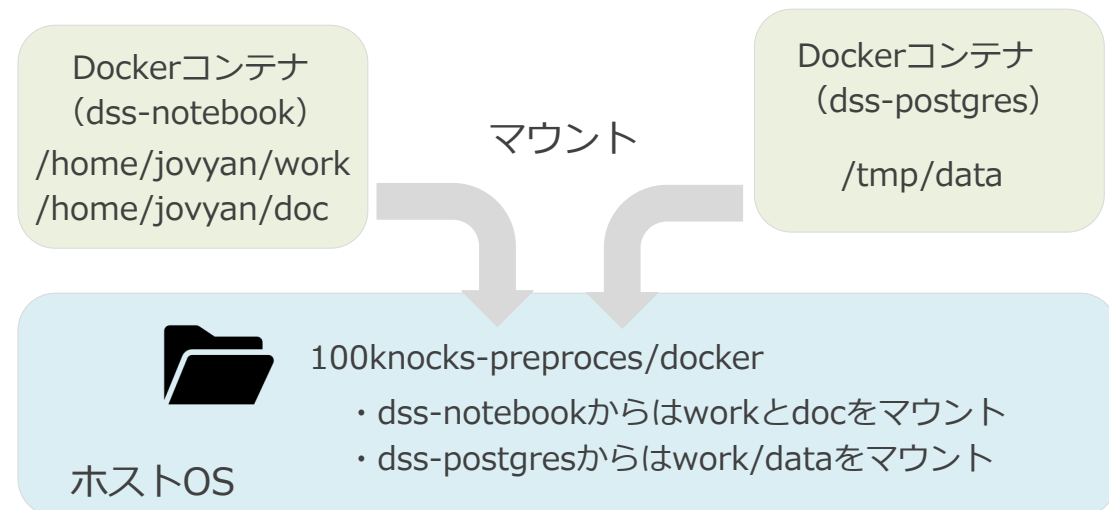 Dockerコンテナ
（dss-notebook）
/home/jovyan/work
/home/jovyan/doc
マウント
Dockerコンテナ
（dss-postgres）
/tmp/data
100knocks-preproces/docker
・dss-notebookからはworkとdocをマウント
・dss-postgresからはwork/dataをマウント
ホストOS